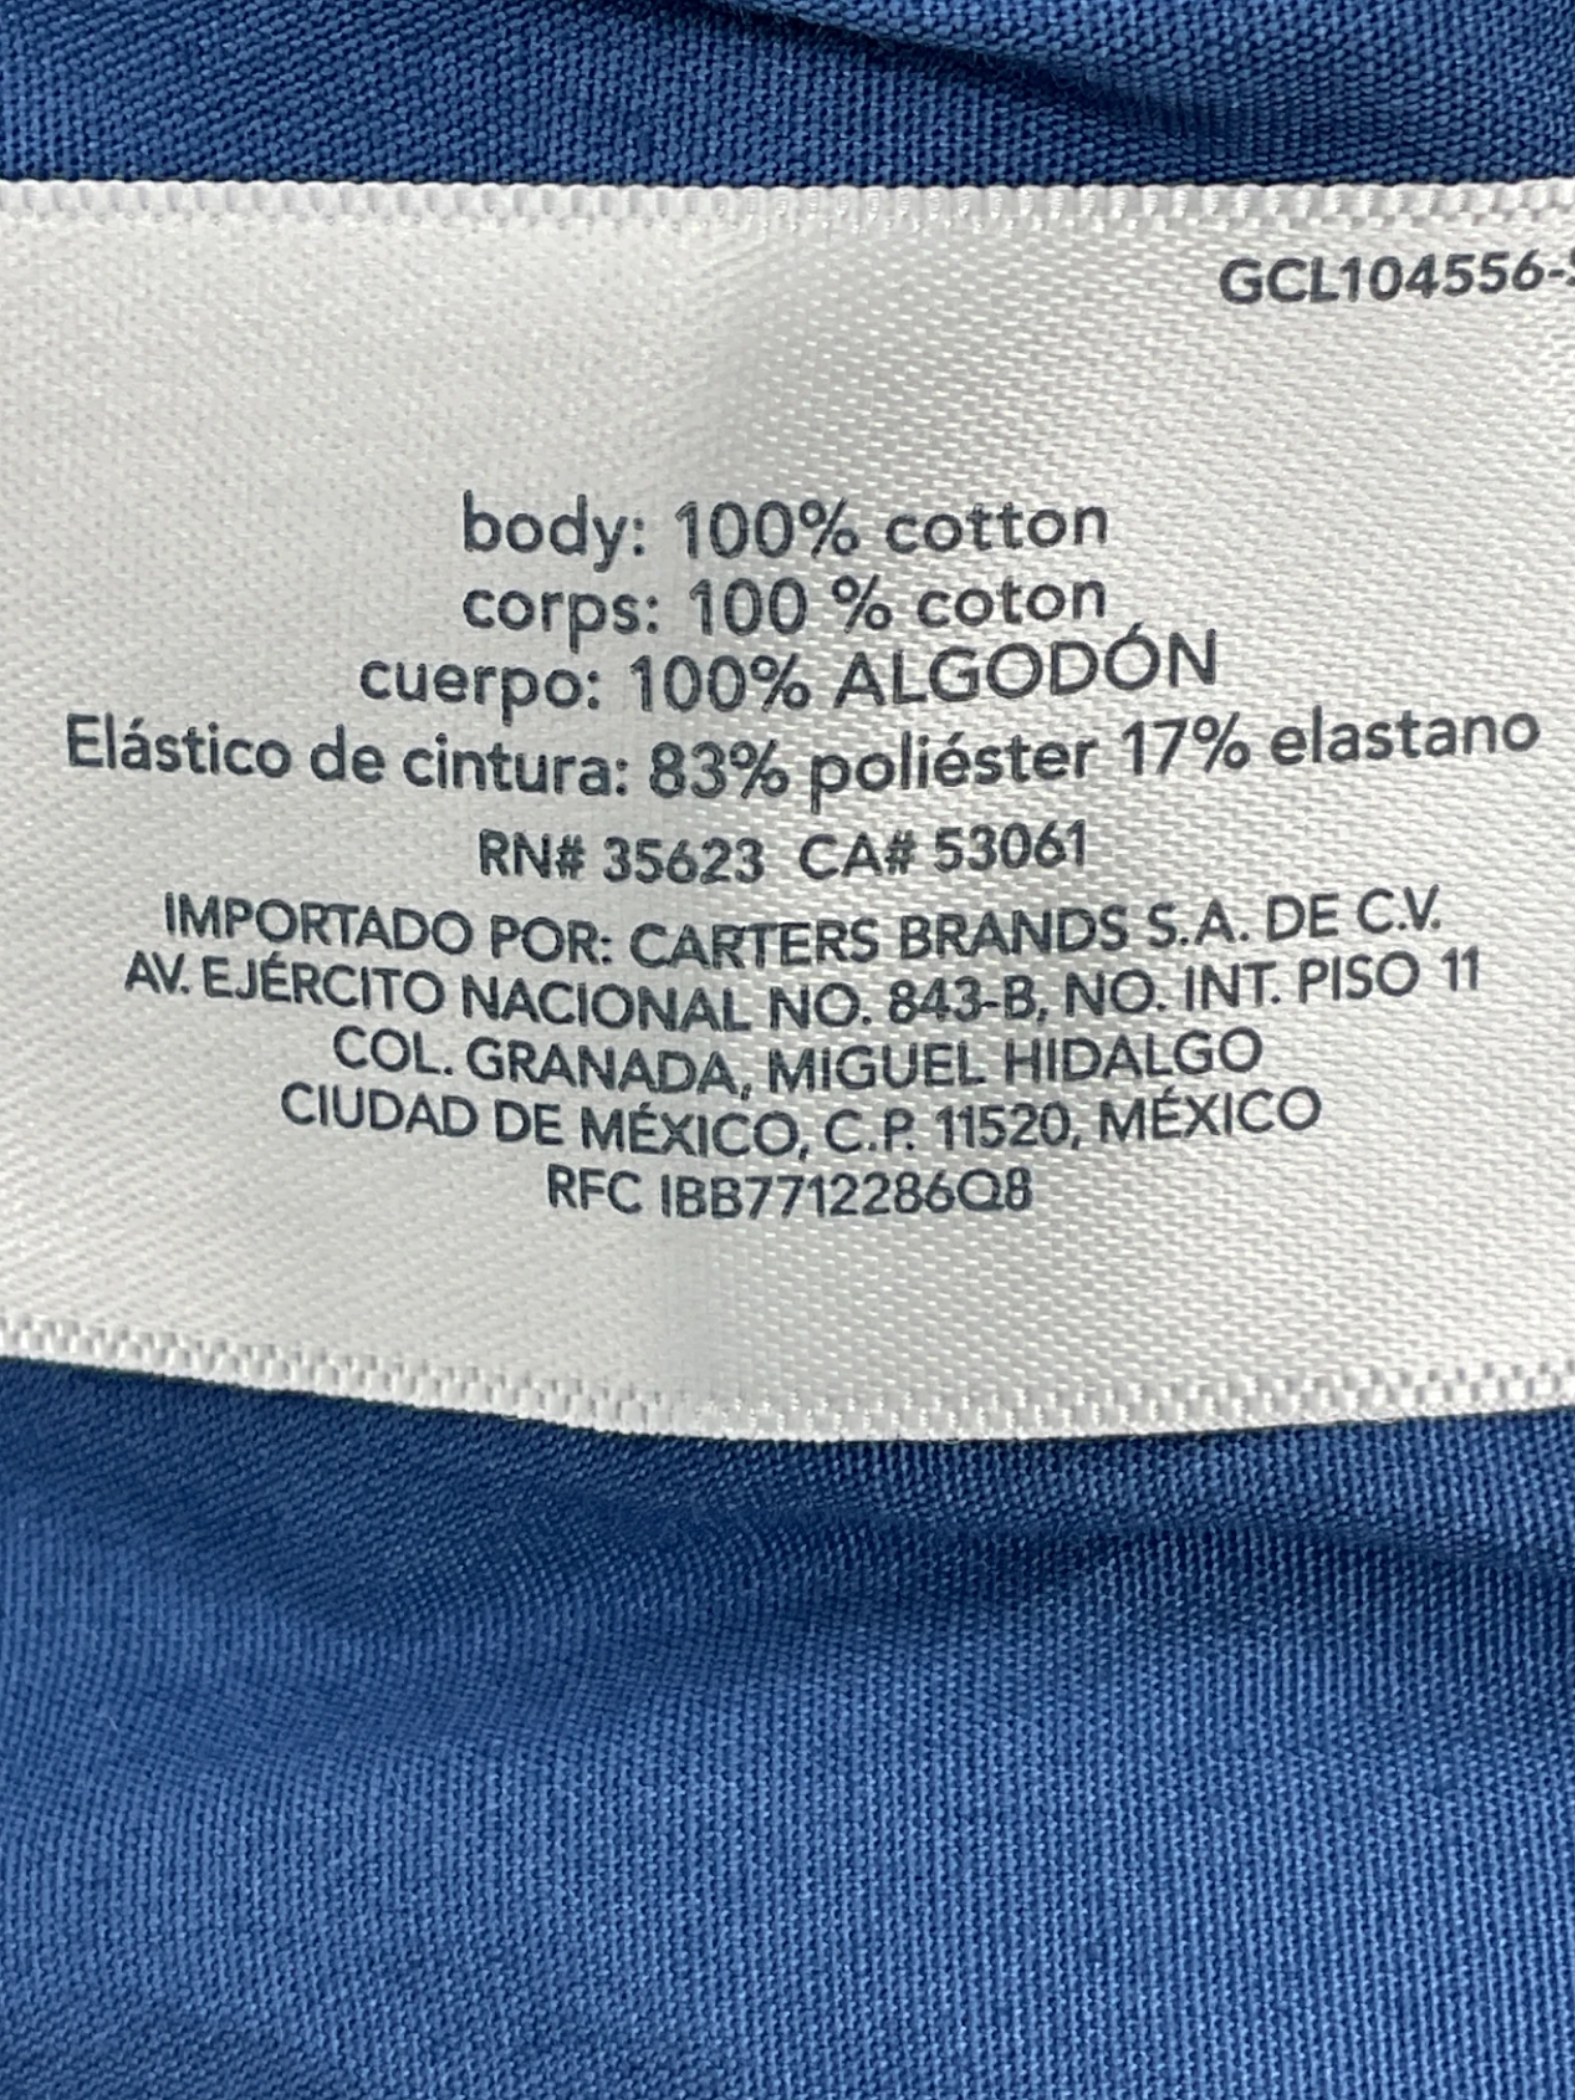 GCL104556-S
body: 100% cotton
corps: 100 % coton
cuerpo: 100% ALGODÓN
Elástico de cintura: 83% poliéster 17% elastano
RN# 35623 CA# 53061
IMPORTADO POR: CARTERS BRANDS S.A. DE C.V.
AV. EJÉRCITO NACIONAL NO. 843-B, NO. INT. PISO 11
COL. GRANADA, MIGUEL HIDALGO
CIUDAD DE MÉXICO, C.P. 11520, MÉXICO
RFC IBB7712286Q8